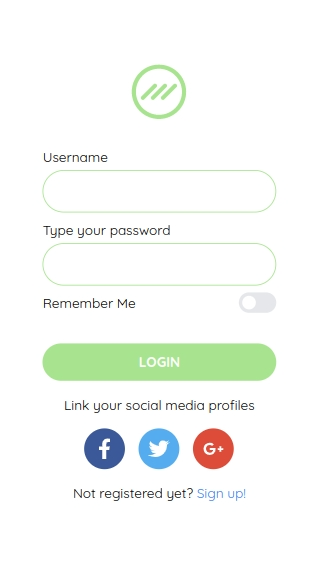 Username
Type your password
Remember Me
LOGIN
Link your social media profiles
f G+
Not registered yet? Sign up!